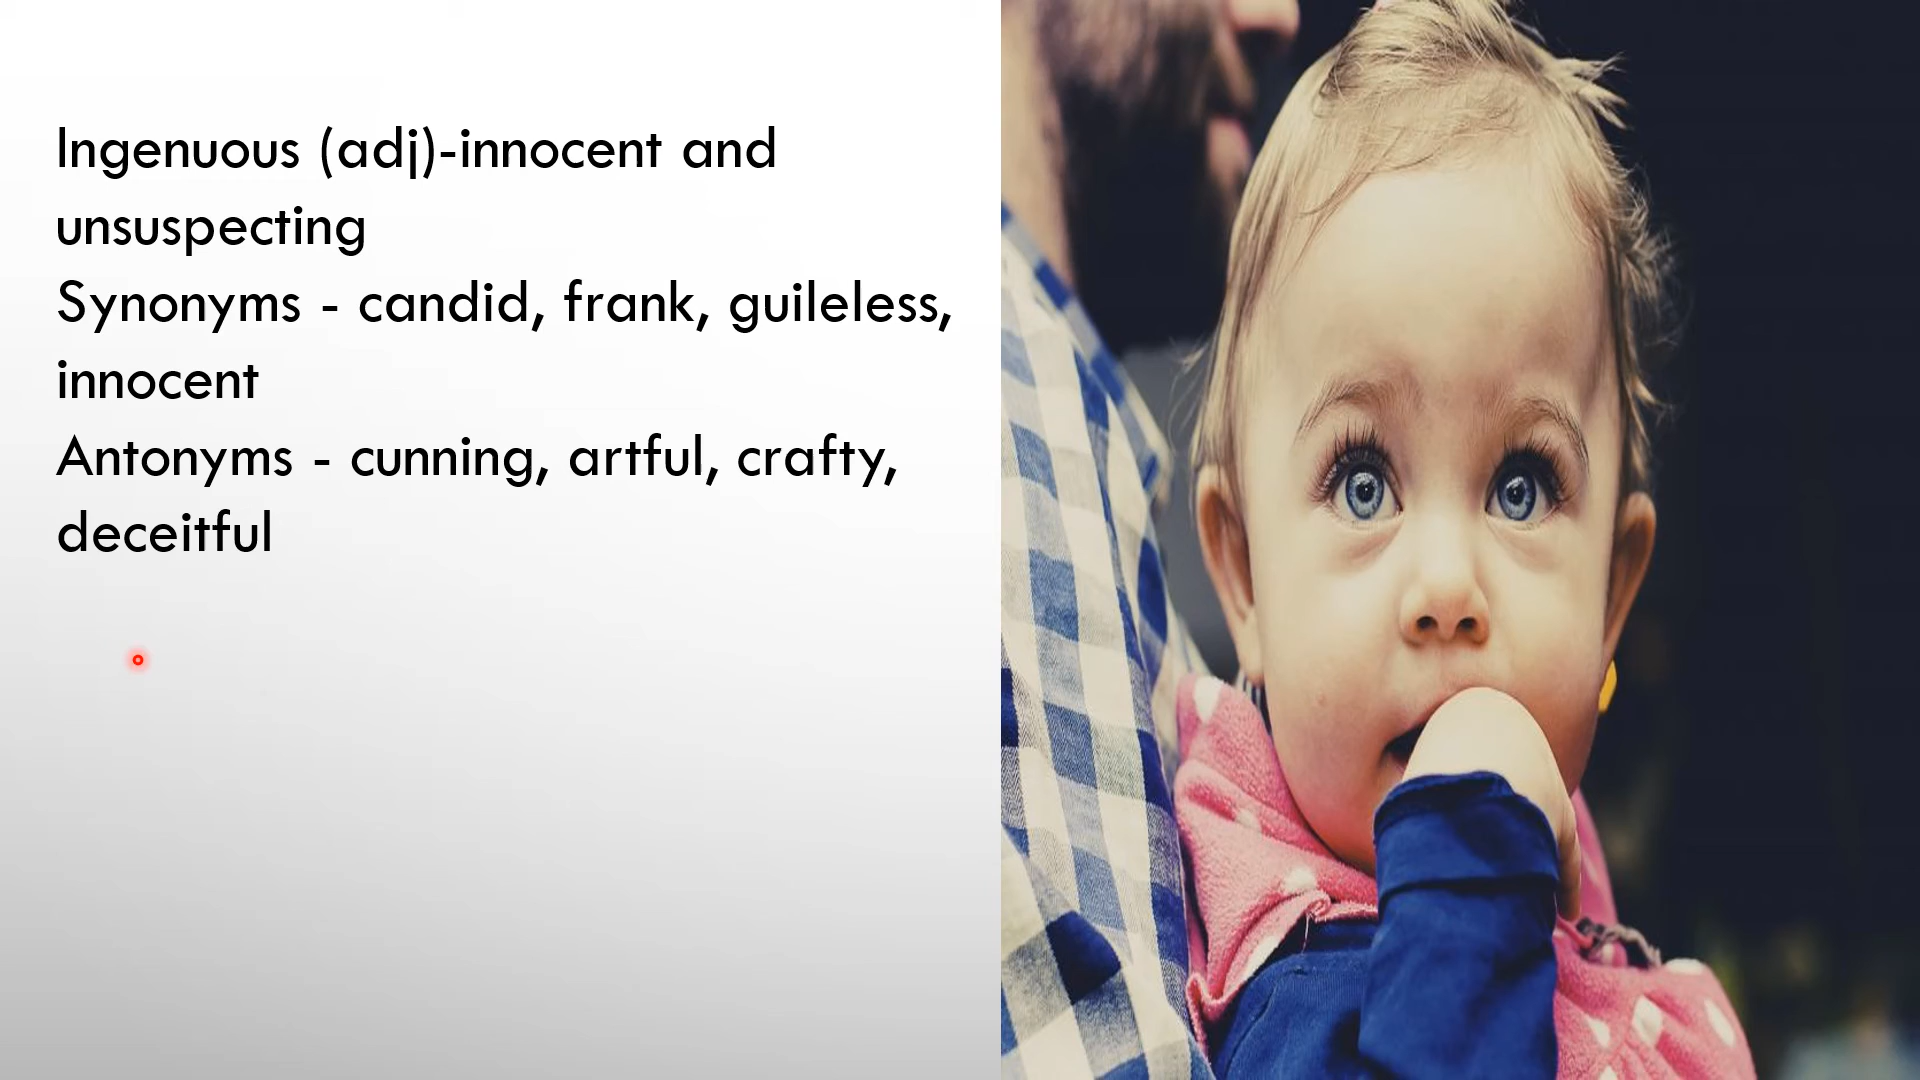 Ingenuous (adj)-innocent and
unsuspecting
Synonyms - candid, frank, guileless,
innocent
Antonyms - cunning, artful, crafty,
deceitful